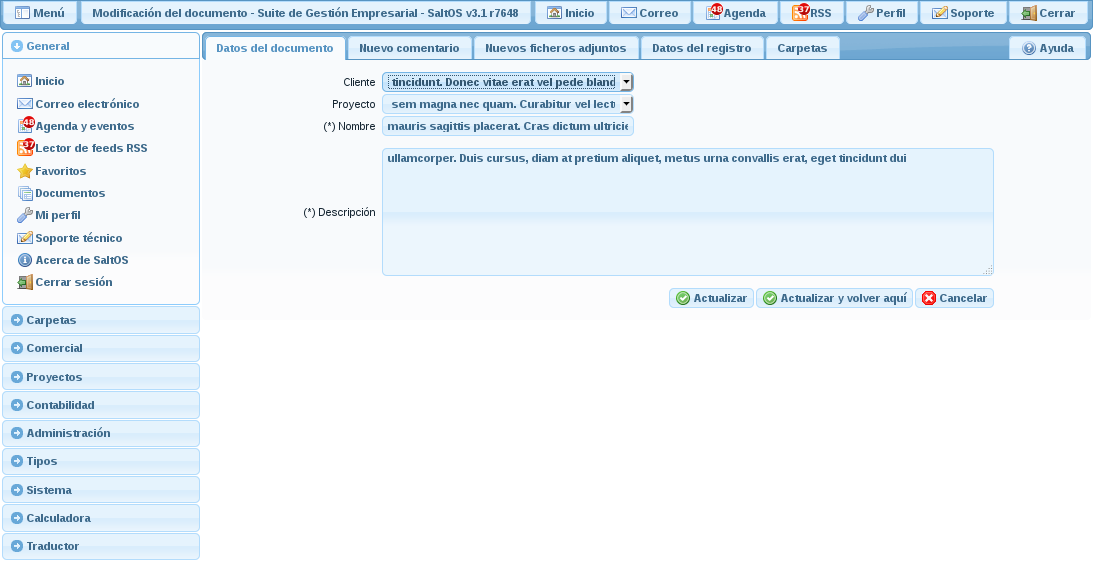 Menú
Modificación del documento - Suite de Gestión Empresarial - SaltOS v3.1 r7648
Inicio
Correo
48
Agenda
37
RSS
Perfil
Soporte
Cerrar
General
Inicio
Correo electrónico
48
Agenda y eventos
37
Lector de feeds RSS
Favoritos
Documentos
Mi perfil
Soporte técnico
Acerca de SaltOS
Cerrar sesión
Carpetas
Comercial
Proyectos
Contabilidad
Administración
Tipos
Sistema
Calculadora
Traductor
Datos del documento
Nuevo comentario
Nuevos ficheros adjuntos
Datos del registro
Carpetas
Ayuda
Cliente
tincidunt. Donec vitae erat vel pede bland
Proyecto
sem magna nec quam. Curabitur vel lect
(*) Nombre
mauris sagittis placerat. Cras dictum ultricie
(*) Descripción
ullamcorper. Duis cursus, diam at pretium aliquet, metus urna convallis erat, eget tincidunt dui
Actualizar
Actualizar y volver aquí
Cancelar